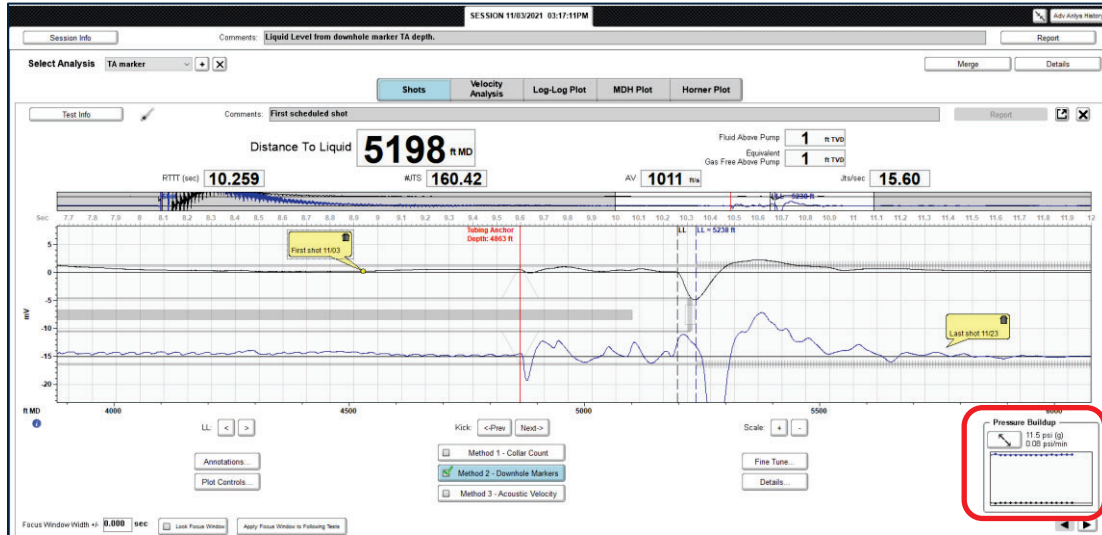 SESSION 11/03/2021 03:17:11PM
Adv Anlys History
Session Info Comments: Liquid Level from downhole marker TA depth. Report
Select Analysis TA marker + X Merge Details
Shots Velocity Analysis Log-Log Plot MDH Plot Horner Plot
Test Info Comments: First scheduled shot Report
Distance To Liquid 5198 ft MD
Fluid Above Pump 1 ft TVD
Equivalent Gas Free Above Pump 1 ft TVD
RTTT (sec) 10.259 #JTS 160.42 AV 1011 ft/s Jts/sec 15.60
LL 5238 ft
Sec 7.7 7.8 7.9 8 8.1 8.2 8.3 8.4 8.5 8.6 8.7 8.8 8.9 9 9.1 9.2 9.3 9.4 9.5 9.6 9.7 9.8 9.9 10 10.1 10.2 10.3 10.4 10.5 10.6 10.7 10.8 10.9 11 11.1 11.2 11.3 11.4 11.5 11.6 11.7 11.8 11.9 12
Tubing Anchor
Depth: 4863 ft
LL LL = 5238 ft
First shot 11/03
Last shot 11/23
5
0
-5
-10
-15
-20
mV
ft MD 4000 4500 5000 5500 6000
LL: < > Kick: <-Prev Next-> Scale: + -
Pressure Buildup
11.5 psi (g)
0.08 psi/min
Method 1 - Collar Count
Annotations... Method 2 - Downhole Markers Fine Tune...
Plot Controls... Method 3 - Acoustic Velocity Details...
Focus Window Width +/- 0.000 sec Lock Focus Window Apply Focus Window to Following Tests